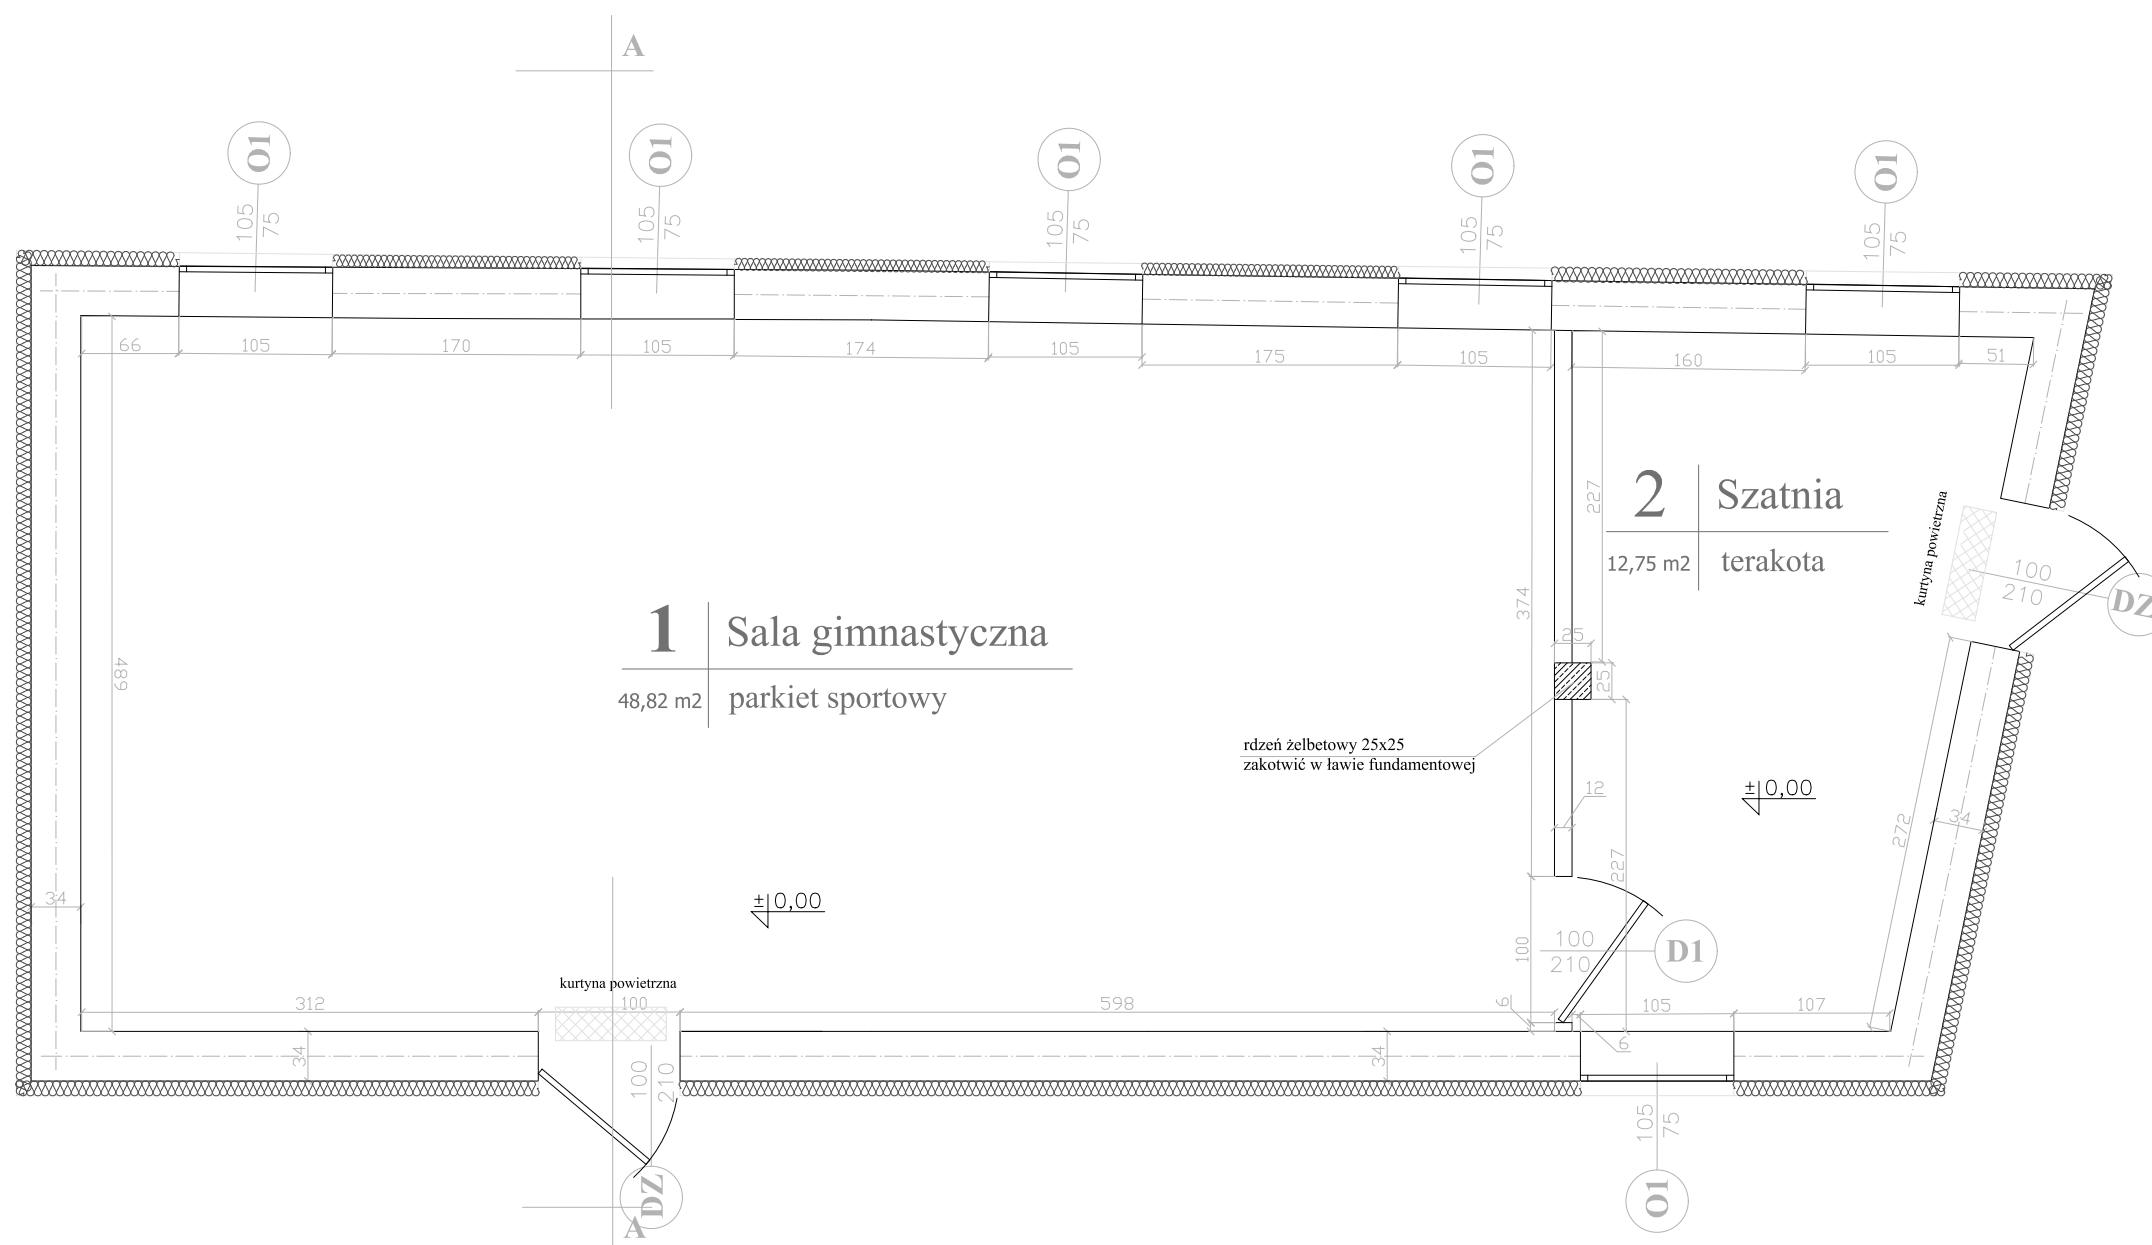 A
O1
O1
O1
O1
O1
105
75
105
75
105
75
105
75
105
75
66
105
170
105
174
105
175
105
160
105
51
489
34
1
Sala gimnastyczna
48,82 m2
parkiet sportowy
2
Szatnia
12,75 m2
terakota
227
374
25
25
kurtyna powietrzna
100
210
DZ
rdzeń żelbetowy 25x25
zakotwić w ławie fundamentowej
12
± 0,00
272
34
227
± 0,00
100
100
210
D1
kurtyna powietrzna
312
100
598
6
105
107
6
34
34
100
210
DZ
105
75
O1
A